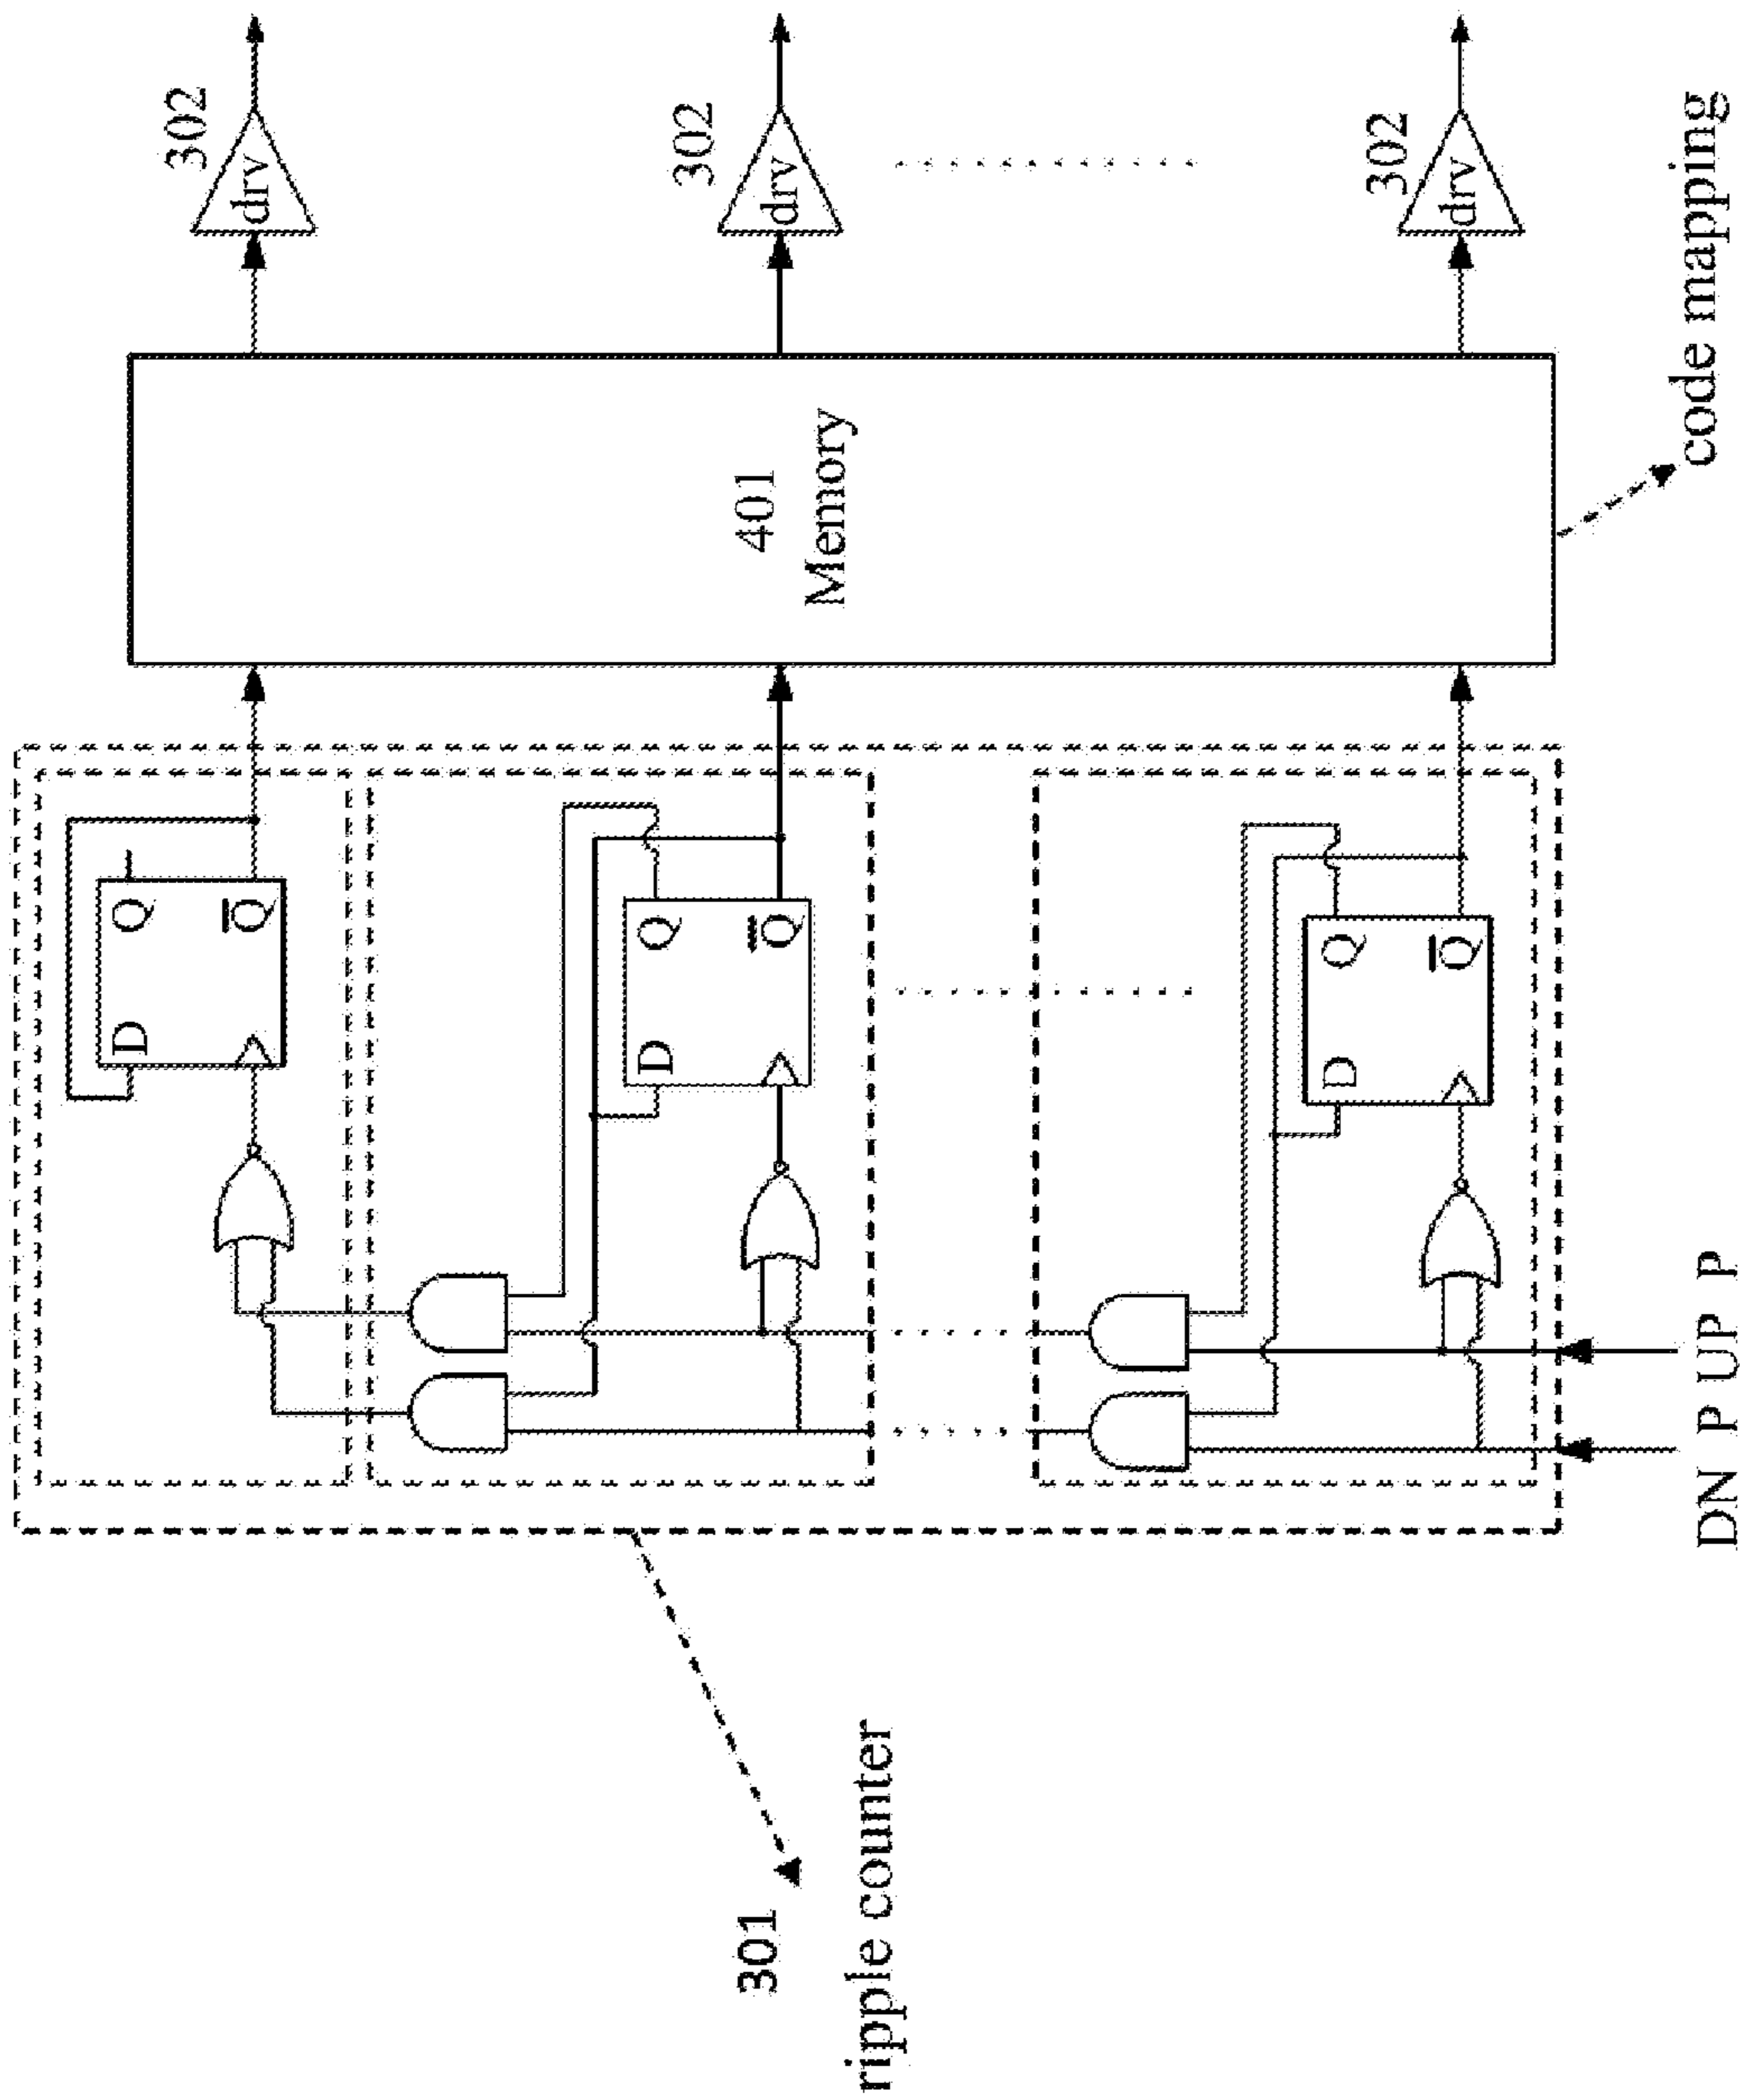 302
drv
302
drv
302
drv
401
Memory
code mapping
D
Q
Q
D
Q
Q
D
Q
Q
DN P
UP P
301
ripple counter